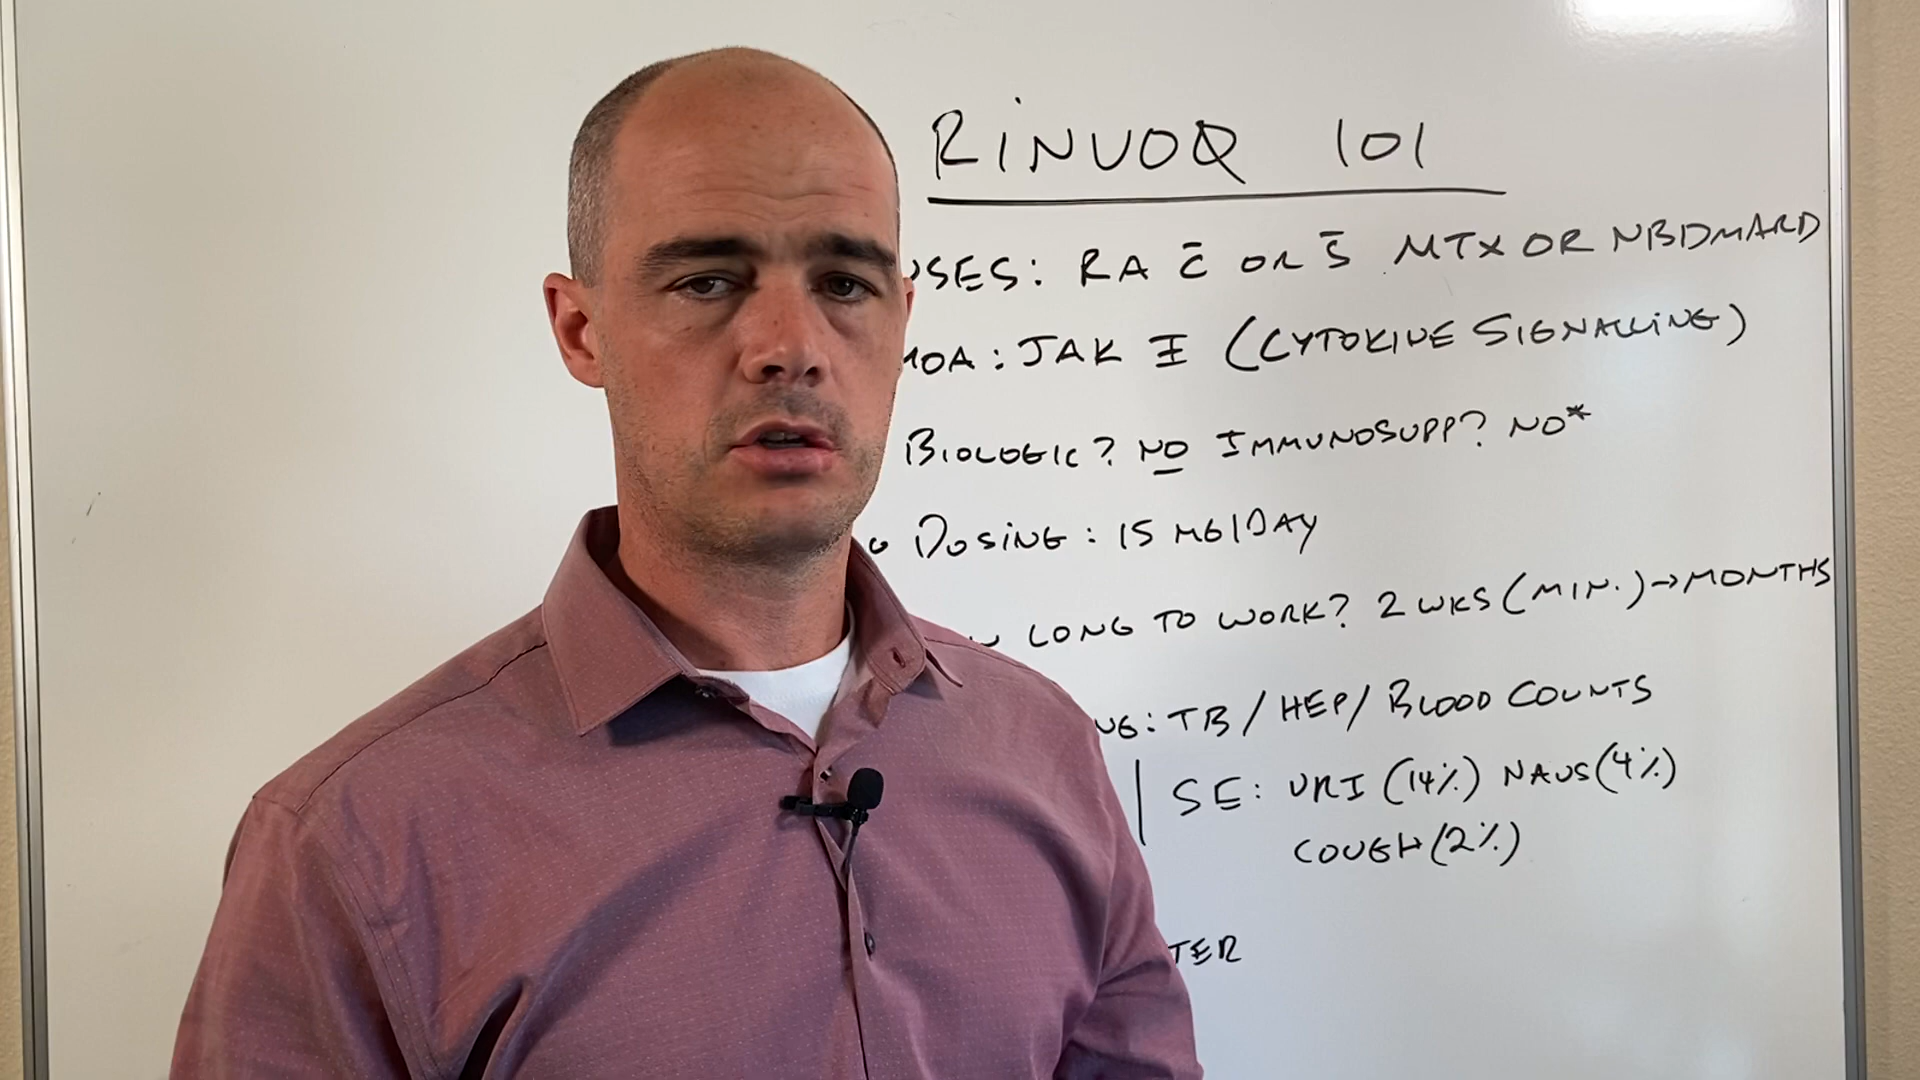 RINVOQ 101
USES: RA c̄ OR s̄ MTX OR NBDMARD
MOA: JAK I (CYTOKINE SIGNALLING)
BIOLOGIC? NO IMMUNOSUPP? NO*
DOSING: 15 MG/DAY
LONG TO WORK? 2 WKS (MIN.) → MONTHS
NG: TB / HEP / BLOOD COUNTS
SE: URI (14%) NAUS (4%)
COUGH (2%)
TER